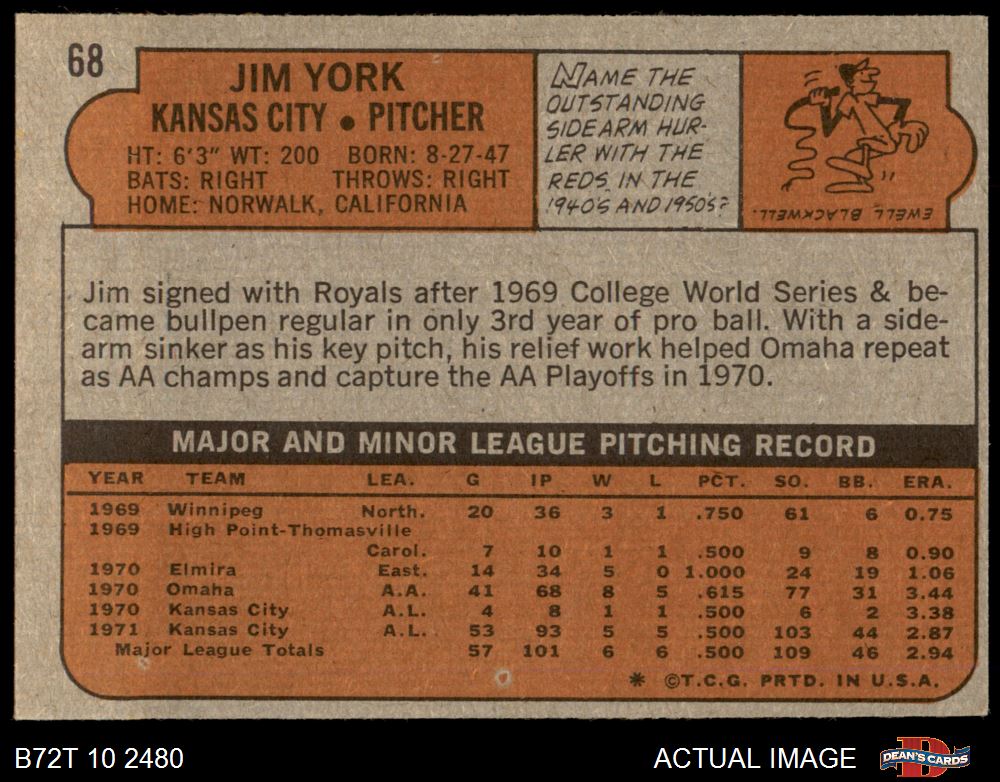 68
JIM YORK
KANSAS CITY • PITCHER
HT: 6'3" WT: 200 BORN: 8-27-47
BATS: RIGHT THROWS: RIGHT
HOME: NORWALK, CALIFORNIA
NAME THE
OUTSTANDING
SIDEARM HUR-
LER WITH THE
REDS IN THE
1940'S AND 1950'S?
EWELL BLACKWELL.
Jim signed with Royals after 1969 College World Series & be-
came bullpen regular in only 3rd year of pro ball. With a side-
arm sinker as his key pitch, his relief work helped Omaha repeat
as AA champs and capture the AA Playoffs in 1970.
MAJOR AND MINOR LEAGUE PITCHING RECORD
YEAR TEAM LEA. G IP W L PCT. SO. BB. ERA.
1969 Winnipeg North. 20 36 3 1 .750 61 6 0.75
1969 High Point-Thomasville
Carol. 7 10 1 1 .500 9 8 0.90
1970 Elmira East. 14 34 5 0 1.000 24 19 1.06
1970 Omaha A.A. 41 68 8 5 .615 77 31 3.44
1970 Kansas City A.L. 4 8 1 1 .500 6 2 3.38
1971 Kansas City A.L. 53 93 5 5 .500 103 44 2.87
Major League Totals 57 101 6 6 .500 109 46 2.94
* ©T.C.G. PRTD. IN U.S.A.
B72T 10 2480 ACTUAL IMAGE
DEAN'S CARDS